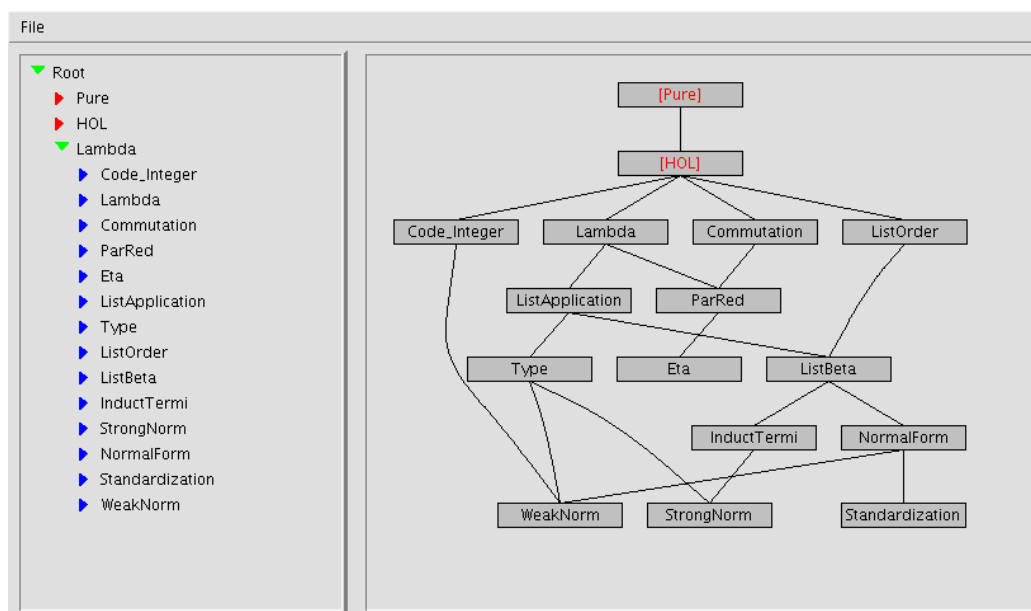 File
Root
Pure
HOL
Lambda
Code_Integer
Lambda
Commutation
ParRed
Eta
ListApplication
Type
ListOrder
ListBeta
InductTermi
StrongNorm
NormalForm
Standardization
WeakNorm
[Pure]
[HOL]
Code_Integer Lambda Commutation ListOrder
ListApplication ParRed
Type Eta ListBeta
InductTermi NormalForm
WeakNorm StrongNorm Standardization